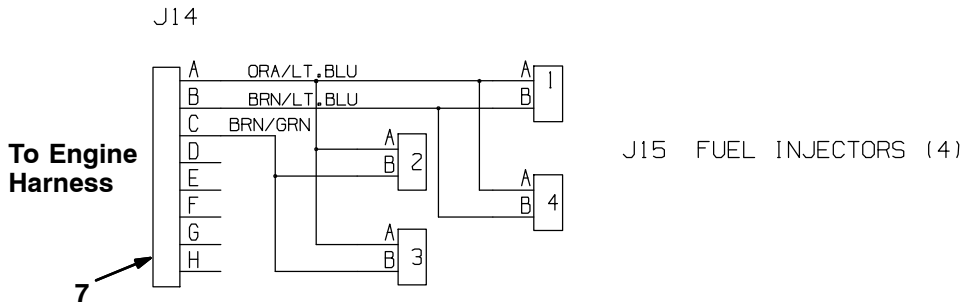 J14
A ORA/LT.BLU A 1
B BRN/LT.BLU B
C BRN/GRN
To Engine
Harness
D
E
F
G
H
A
B 2
J15 FUEL INJECTORS (4)
A
B 4
A
B 3
7